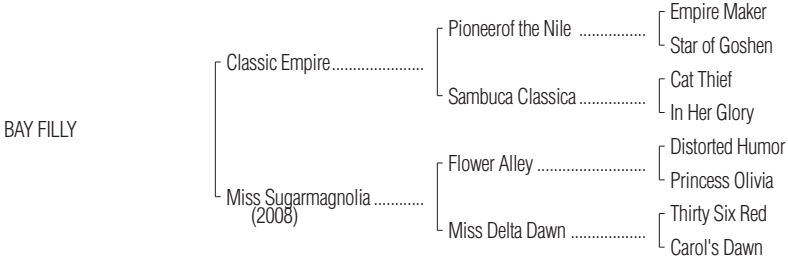 Empire Maker
Pioneerof the Nile ................
Star of Goshen
Classic Empire......................
Cat Thief
Sambuca Classica ................
In Her Glory
BAY FILLY
Distorted Humor
Flower Alley ..........................
Princess Olivia
Miss Sugarmagnolia ............
(2008)
Thirty Six Red
Miss Delta Dawn ..................
Carol's Dawn